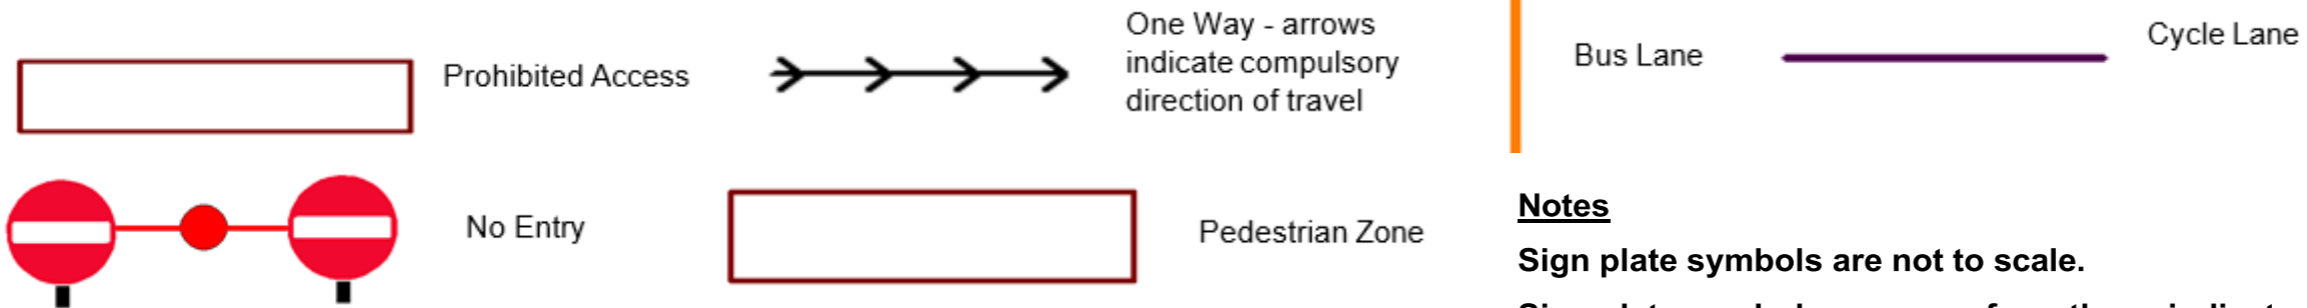 Prohibited Access
One Way - arrows
indicate compulsory
direction of travel
Bus Lane
Cycle Lane
No Entry
Pedestrian Zone
Notes
Sign plate symbols are not to scale.